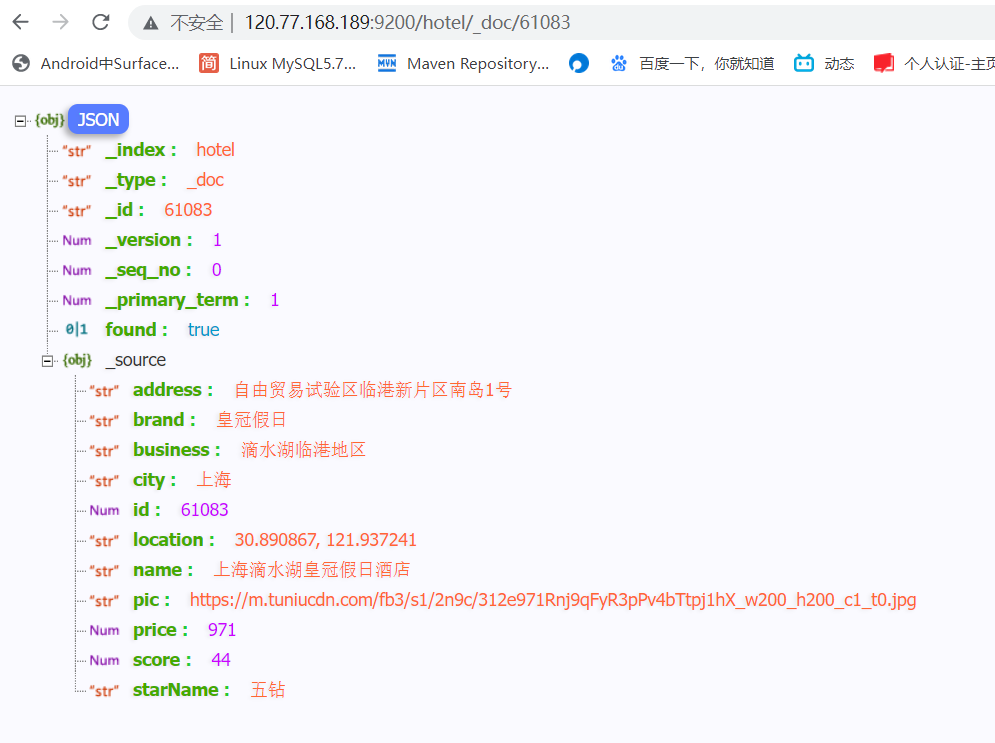 不安全 | 120.77.168.189:9200/hotel/_doc/61083
Android中Surface... 简 Linux MySQL5.7... MVN Maven Repository... 百度一下，你就知道 动态 个人认证-主页
{obj} JSON
"str" _index : hotel
"str" _type : _doc
"str" _id : 61083
Num _version : 1
Num _seq_no : 0
Num _primary_term : 1
0|1 found : true
{obj} _source
"str" address : 自由贸易试验区临港新片区南岛1号
"str" brand : 皇冠假日
"str" business : 滴水湖临港地区
"str" city : 上海
Num id : 61083
"str" location : 30.890867, 121.937241
"str" name : 上海滴水湖皇冠假日酒店
"str" pic : https://m.tuniucdn.com/fb3/s1/2n9c/312e971Rnj9qFyR3pPv4bTtpj1hX_w200_h200_c1_t0.jpg
Num price : 971
Num score : 44
"str" starName : 五钻